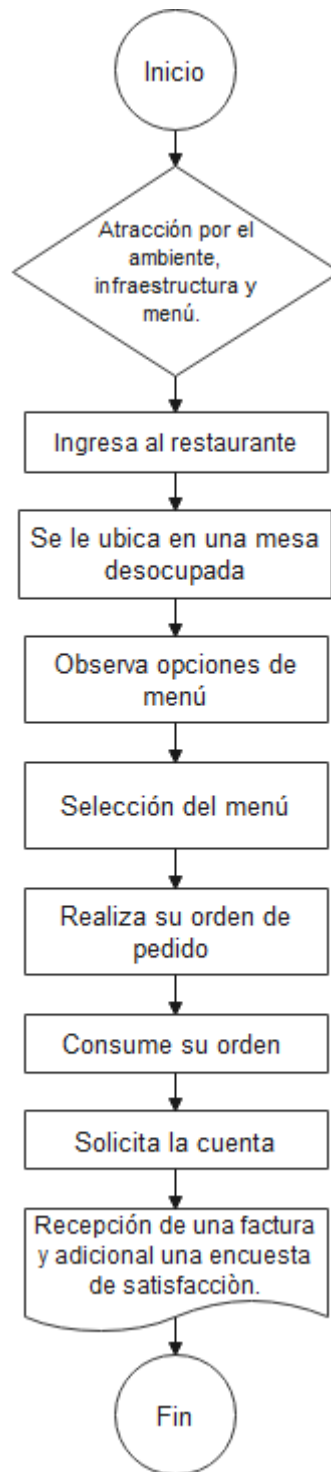 Inicio
Atracción por el
ambiente,
infraestructura y
menú.
Ingresa al restaurante
Se le ubica en una mesa
desocupada
Observa opciones de
menú
Selección del menú
Realiza su orden de
pedido
Consume su orden
Solicita la cuenta
Recepción de una factura
y adicional una encuesta
de satisfacciòn.
Fin